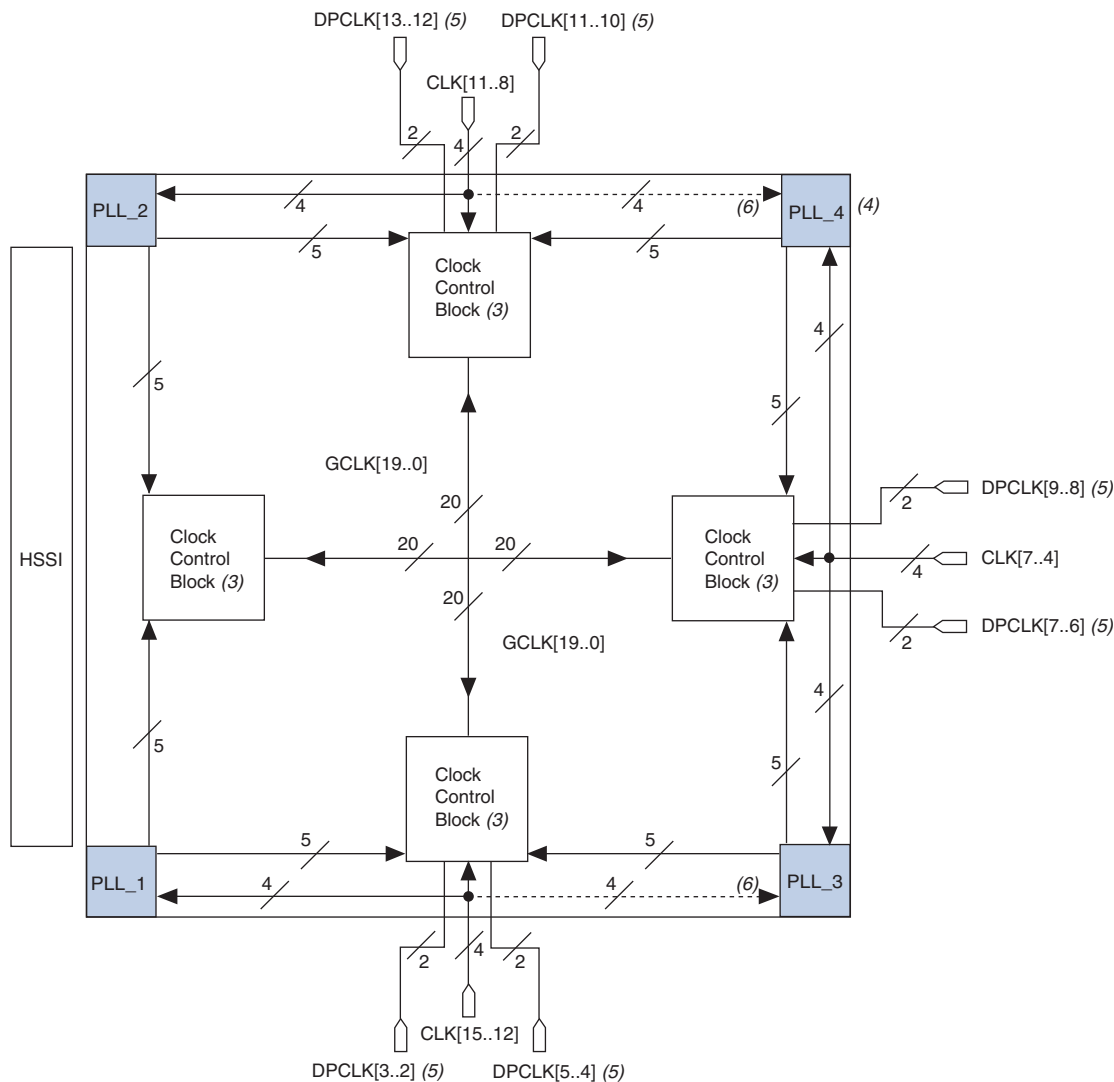 DPCLK[13..12] (5)
DPCLK[11..10] (5)
CLK[11..8]
2
4
2
PLL_2
4
4
(6)
PLL_4
(4)
5
5
Clock
Control
Block (3)
4
5
5
GCLK[19..0]
20
DPCLK[9..8] (5)
2
HSSI
Clock
Control
Block (3)
20
20
Clock
Control
Block (3)
4
CLK[7..4]
20
DPCLK[7..6] (5)
2
GCLK[19..0]
4
5
5
Clock
Control
Block (3)
5
5
PLL_1
4
4
(6)
PLL_3
2
4
2
CLK[15..12]
DPCLK[3..2] (5)
DPCLK[5..4] (5)